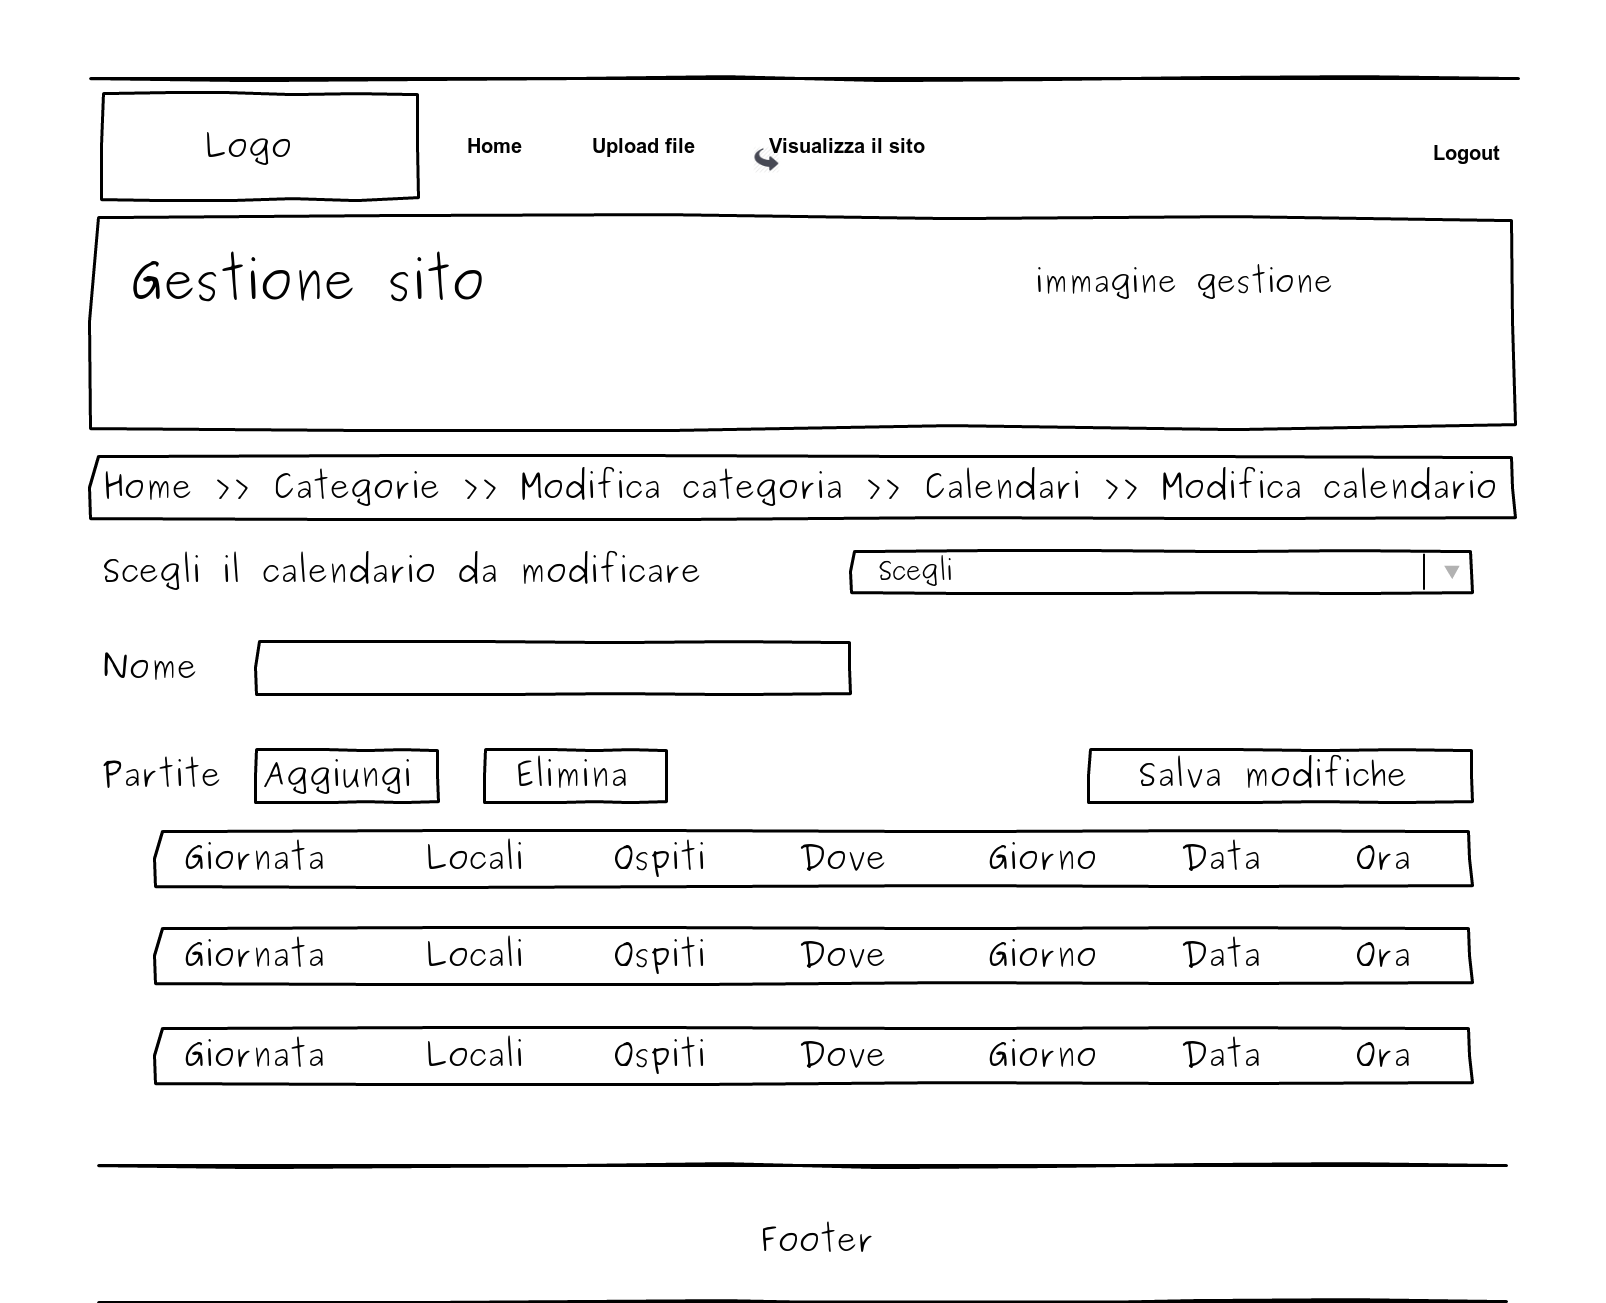 Logo
Home Upload file Visualizza il sito Logout
Gestione sito immagine gestione
Home >> Categorie >> Modifica categoria >> Calendari >> Modifica calendario
Scegli il calendario da modificare Scegli
Nome
Partite Aggiungi Elimina Salva modifiche
Giornata Locali Ospiti Dove Giorno Data Ora
Giornata Locali Ospiti Dove Giorno Data Ora
Giornata Locali Ospiti Dove Giorno Data Ora
Footer